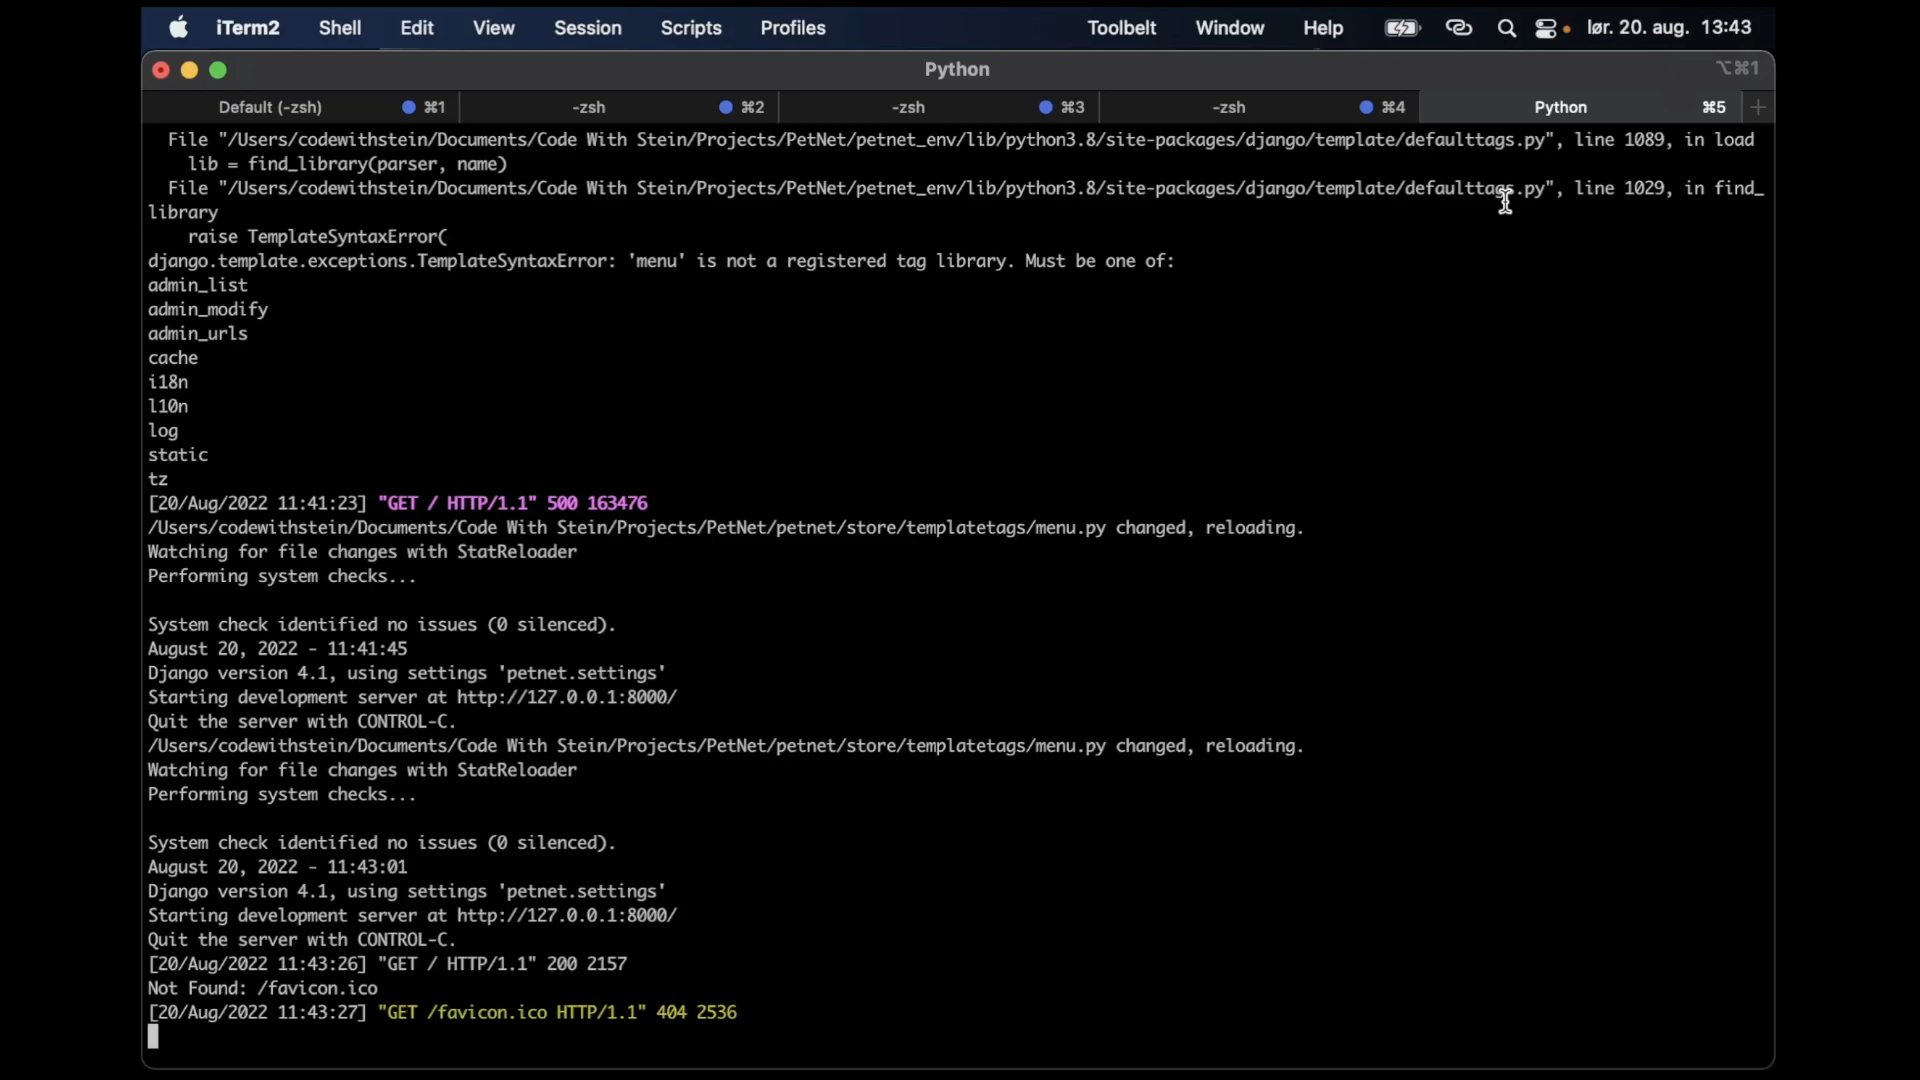 iTerm2 Shell Edit View Session Scripts Profiles Toolbelt Window Help lør. 20. aug. 13:43
Python ⌥⌘1
Default (-zsh) ⌘1 -zsh ⌘2 -zsh ⌘3 -zsh ⌘4 Python ⌘5 +
File "/Users/codewithstein/Documents/Code With Stein/Projects/PetNet/petnet_env/lib/python3.8/site-packages/django/template/defaulttags.py", line 1089, in load
lib = find_library(parser, name)
File "/Users/codewithstein/Documents/Code With Stein/Projects/PetNet/petnet_env/lib/python3.8/site-packages/django/template/defaulttags.py", line 1029, in find_
library
raise TemplateSyntaxError(
django.template.exceptions.TemplateSyntaxError: 'menu' is not a registered tag library. Must be one of:
admin_list
admin_modify
admin_urls
cache
i18n
l10n
log
static
tz
[20/Aug/2022 11:41:23] "GET / HTTP/1.1" 500 163476
/Users/codewithstein/Documents/Code With Stein/Projects/PetNet/petnet/store/templatetags/menu.py changed, reloading.
Watching for file changes with StatReloader
Performing system checks...
System check identified no issues (0 silenced).
August 20, 2022 - 11:41:45
Django version 4.1, using settings 'petnet.settings'
Starting development server at http://127.0.0.1:8000/
Quit the server with CONTROL-C.
/Users/codewithstein/Documents/Code With Stein/Projects/PetNet/petnet/store/templatetags/menu.py changed, reloading.
Watching for file changes with StatReloader
Performing system checks...
System check identified no issues (0 silenced).
August 20, 2022 - 11:43:01
Django version 4.1, using settings 'petnet.settings'
Starting development server at http://127.0.0.1:8000/
Quit the server with CONTROL-C.
[20/Aug/2022 11:43:26] "GET / HTTP/1.1" 200 2157
Not Found: /favicon.ico
[20/Aug/2022 11:43:27] "GET /favicon.ico HTTP/1.1" 404 2536